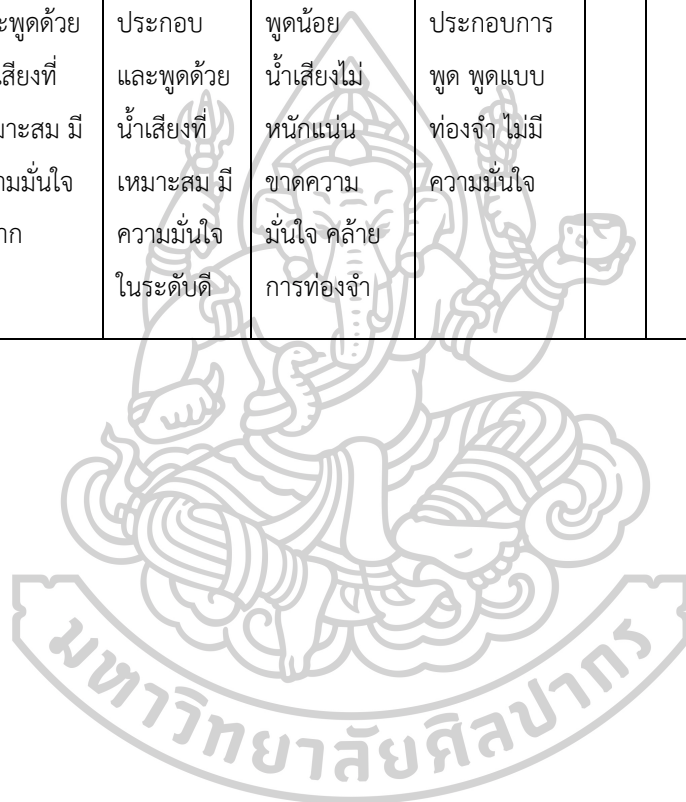 ะพูดด้วย
เสียงที่
มาะสม มี
ามมั่นใจ
าก
ประกอบ
และพูดด้วย
น้ำเสียงที่
เหมาะสม มี
ความมั่นใจ
ในระดับดี
พูดน้อย
น้ำเสียงไม่
หนักแน่น
ขาดความ
มั่นใจ คล้าย
การท่องจำ
ประกอบการ
พูด พูดแบบ
ท่องจำ ไม่มี
ความมั่นใจ
มหาวิทยาลัยศิลปากร